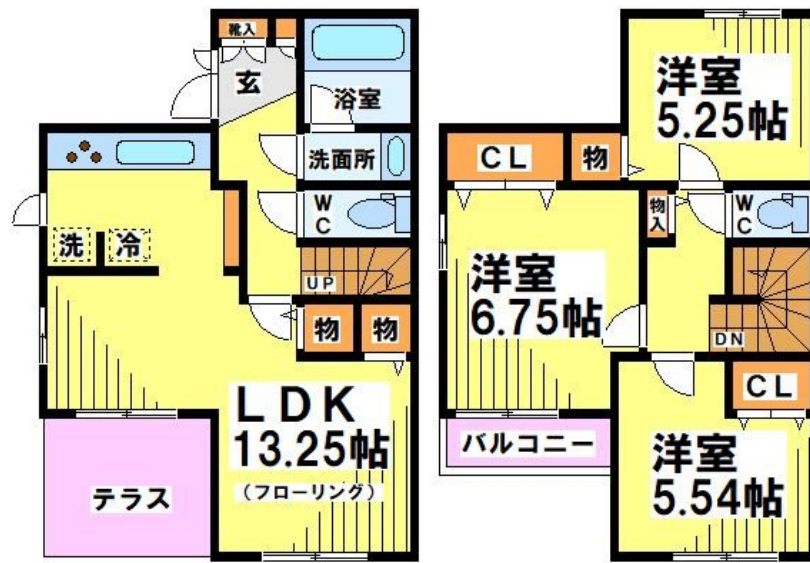 靴入
玄
浴室
洗面所
WC
洗
冷
UP
物
物
LDK
13.25帖
(フローリング)
テラス
洋室
5.25帖
CL
物
物入
WC
洋室
6.75帖
DN
CL
バルコニー
洋室
5.54帖